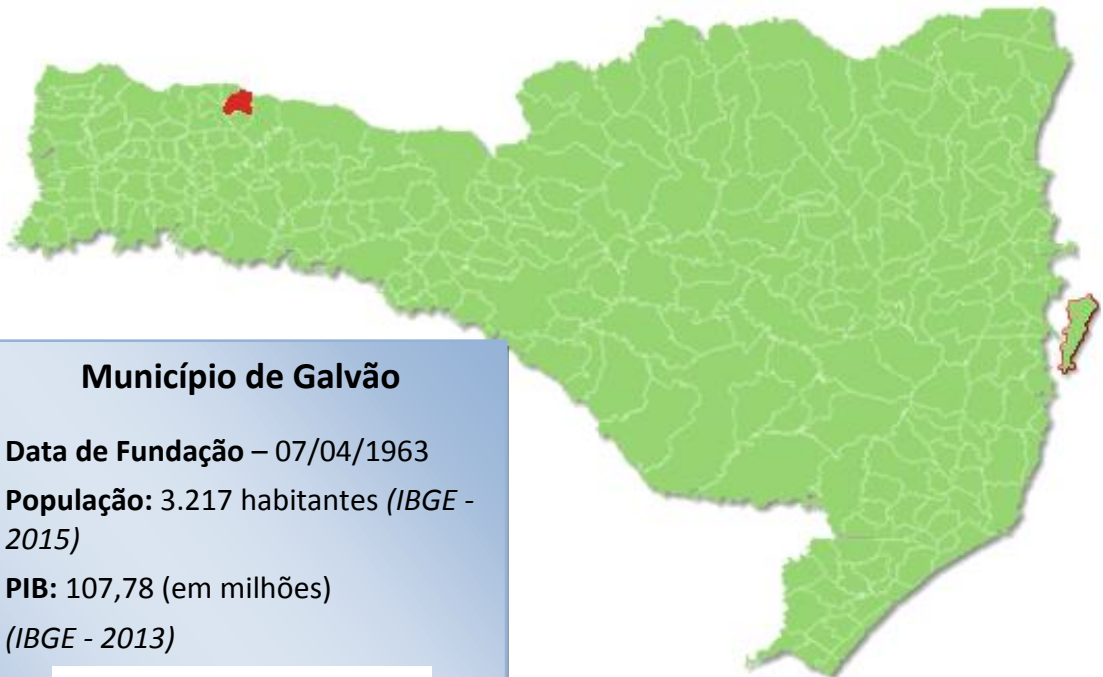 Município de Galvão
Data de Fundação – 07/04/1963
População: 3.217 habitantes (IBGE -
2015)
PIB: 107,78 (em milhões)
(IBGE - 2013)